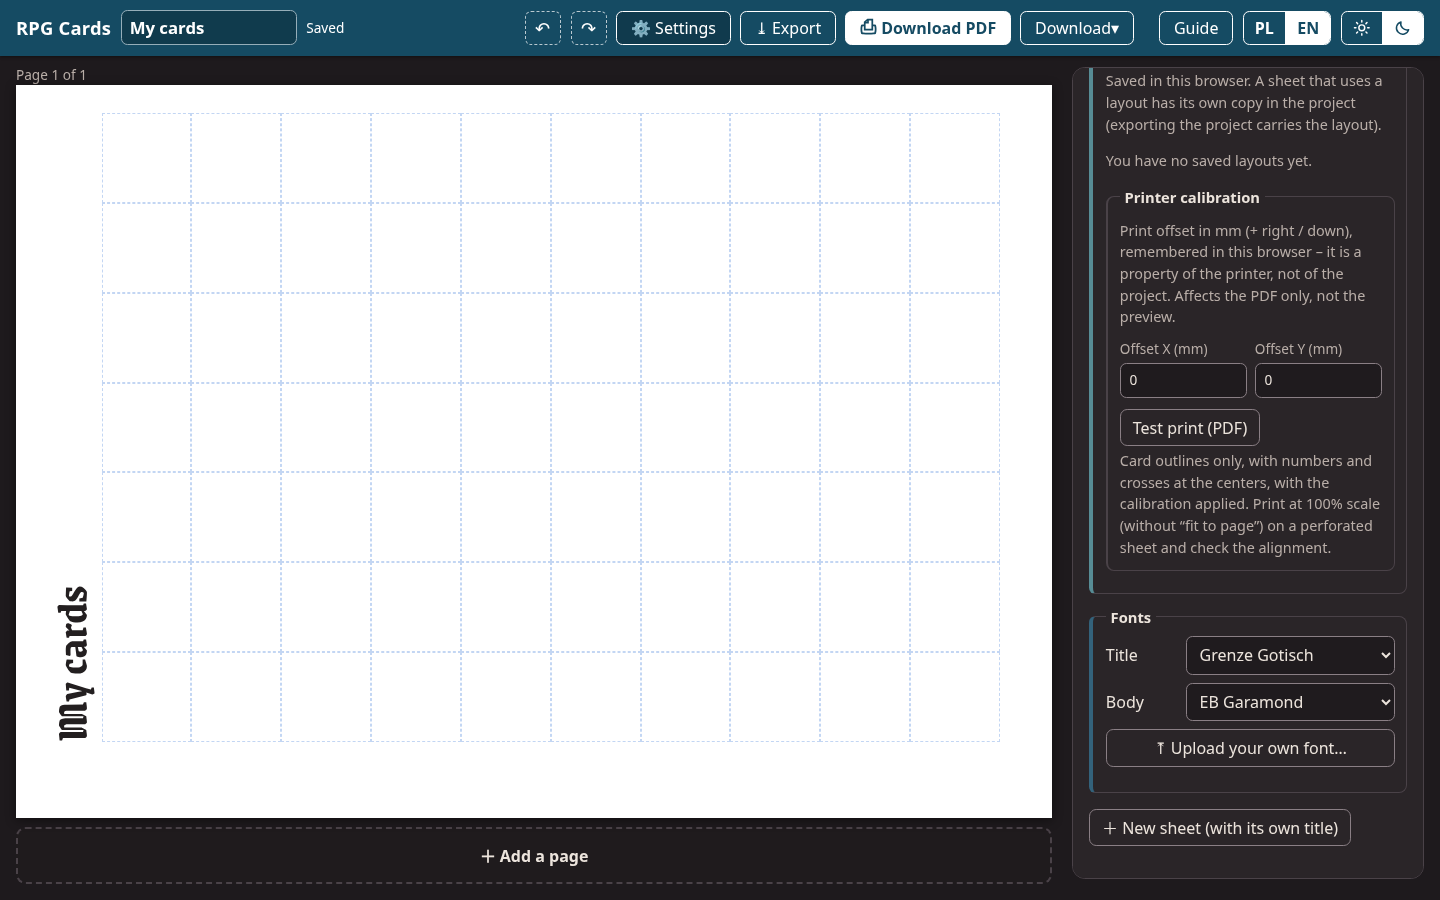 RPG Cards
My cards
Saved
↶
↷
⚙️ Settings
⤓ Export
Download PDF
Download▾
Guide
PL
EN
Page 1 of 1
My cards
+ Add a page
Saved in this browser. A sheet that uses a
layout has its own copy in the project
(exporting the project carries the layout).
You have no saved layouts yet.
Printer calibration
Print offset in mm (+ right / down),
remembered in this browser – it is a
property of the printer, not of the
project. Affects the PDF only, not the
preview.
Offset X (mm)
Offset Y (mm)
0
0
Test print (PDF)
Card outlines only, with numbers and
crosses at the centers, with the
calibration applied. Print at 100% scale
(without “fit to page”) on a perforated
sheet and check the alignment.
Fonts
Title
Grenze Gotisch
Body
EB Garamond
⤒ Upload your own font…
+ New sheet (with its own title)